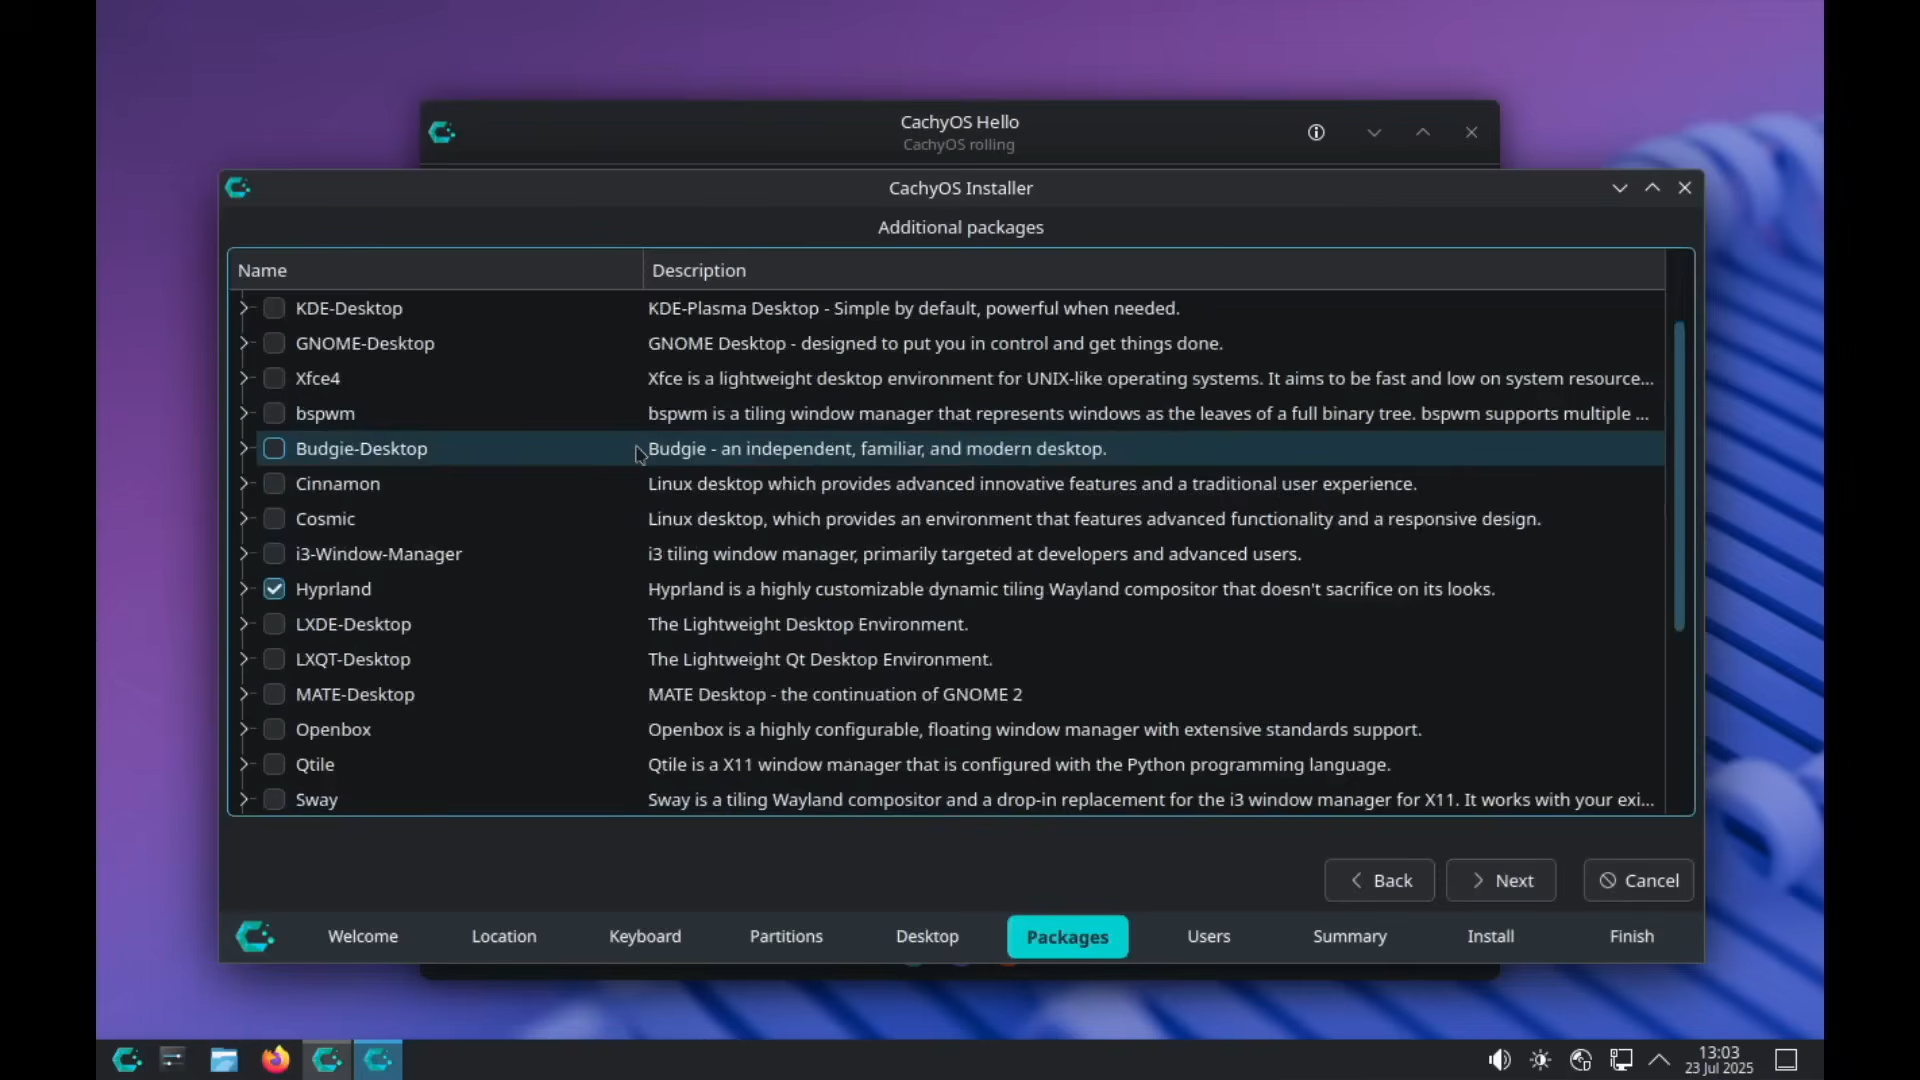 CachyOS Hello
CachyOS rolling
CachyOS Installer
Additional packages
Name Description
KDE-Desktop KDE-Plasma Desktop - Simple by default, powerful when needed.
GNOME-Desktop GNOME Desktop - designed to put you in control and get things done.
Xfce4 Xfce is a lightweight desktop environment for UNIX-like operating systems. It aims to be fast and low on system resource...
bspwm bspwm is a tiling window manager that represents windows as the leaves of a full binary tree. bspwm supports multiple ...
Budgie-Desktop Budgie - an independent, familiar, and modern desktop.
Cinnamon Linux desktop which provides advanced innovative features and a traditional user experience.
Cosmic Linux desktop, which provides an environment that features advanced functionality and a responsive design.
i3-Window-Manager i3 tiling window manager, primarily targeted at developers and advanced users.
Hyprland Hyprland is a highly customizable dynamic tiling Wayland compositor that doesn't sacrifice on its looks.
LXDE-Desktop The Lightweight Desktop Environment.
LXQT-Desktop The Lightweight Qt Desktop Environment.
MATE-Desktop MATE Desktop - the continuation of GNOME 2
Openbox Openbox is a highly configurable, floating window manager with extensive standards support.
Qtile Qtile is a X11 window manager that is configured with the Python programming language.
Sway Sway is a tiling Wayland compositor and a drop-in replacement for the i3 window manager for X11. It works with your exi...
Back Next Cancel
Welcome Location Keyboard Partitions Desktop Packages Users Summary Install Finish
13:03
23 Jul 2025